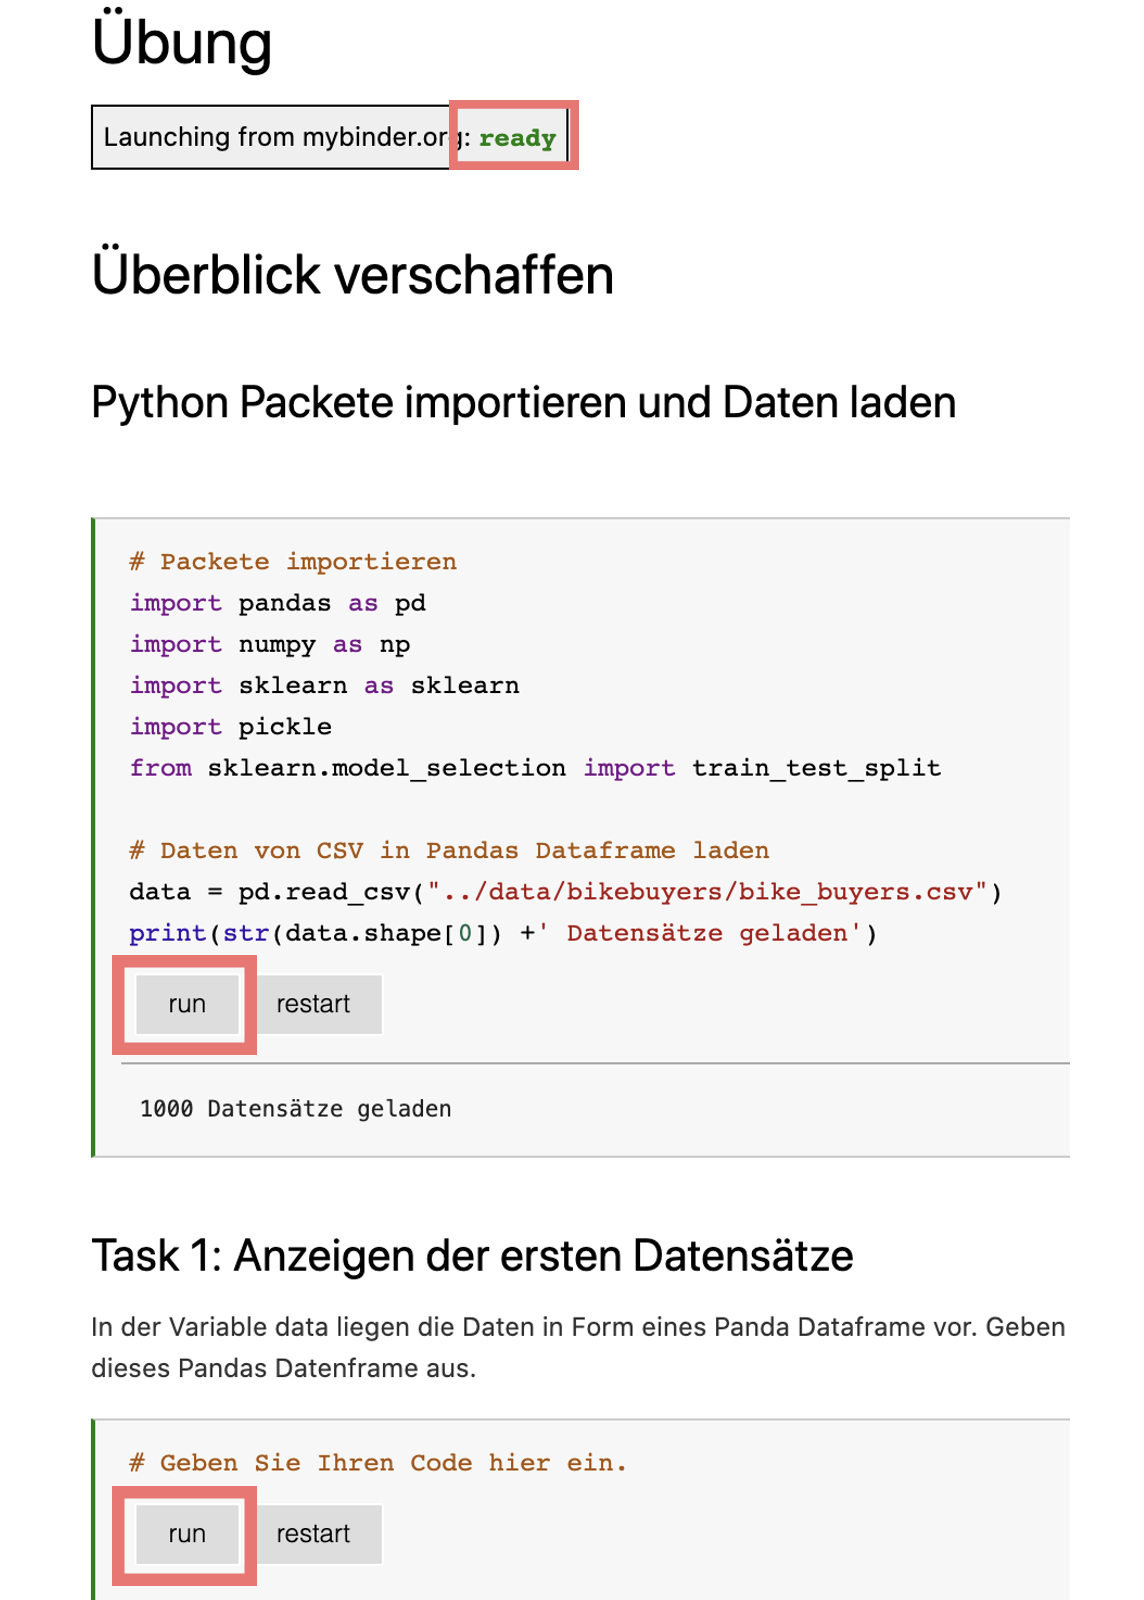 Übung
Launching from mybinder.org: ready
Überblick verschaffen
Python Packete importieren und Daten laden
# Packete importieren
import pandas as pd
import numpy as np
import sklearn as sklearn
import pickle
from sklearn.model_selection import train_test_split
# Daten von CSV in Pandas Dataframe laden
data = pd.read_csv("../data/bikebuyers/bike_buyers.csv")
print(str(data.shape[0]) +' Datensätze geladen')
run restart
1000 Datensätze geladen
Task 1: Anzeigen der ersten Datensätze
In der Variable data liegen die Daten in Form eines Panda Dataframe vor. Geben
dieses Pandas Datenframe aus.
# Geben Sie Ihren Code hier ein.
run restart